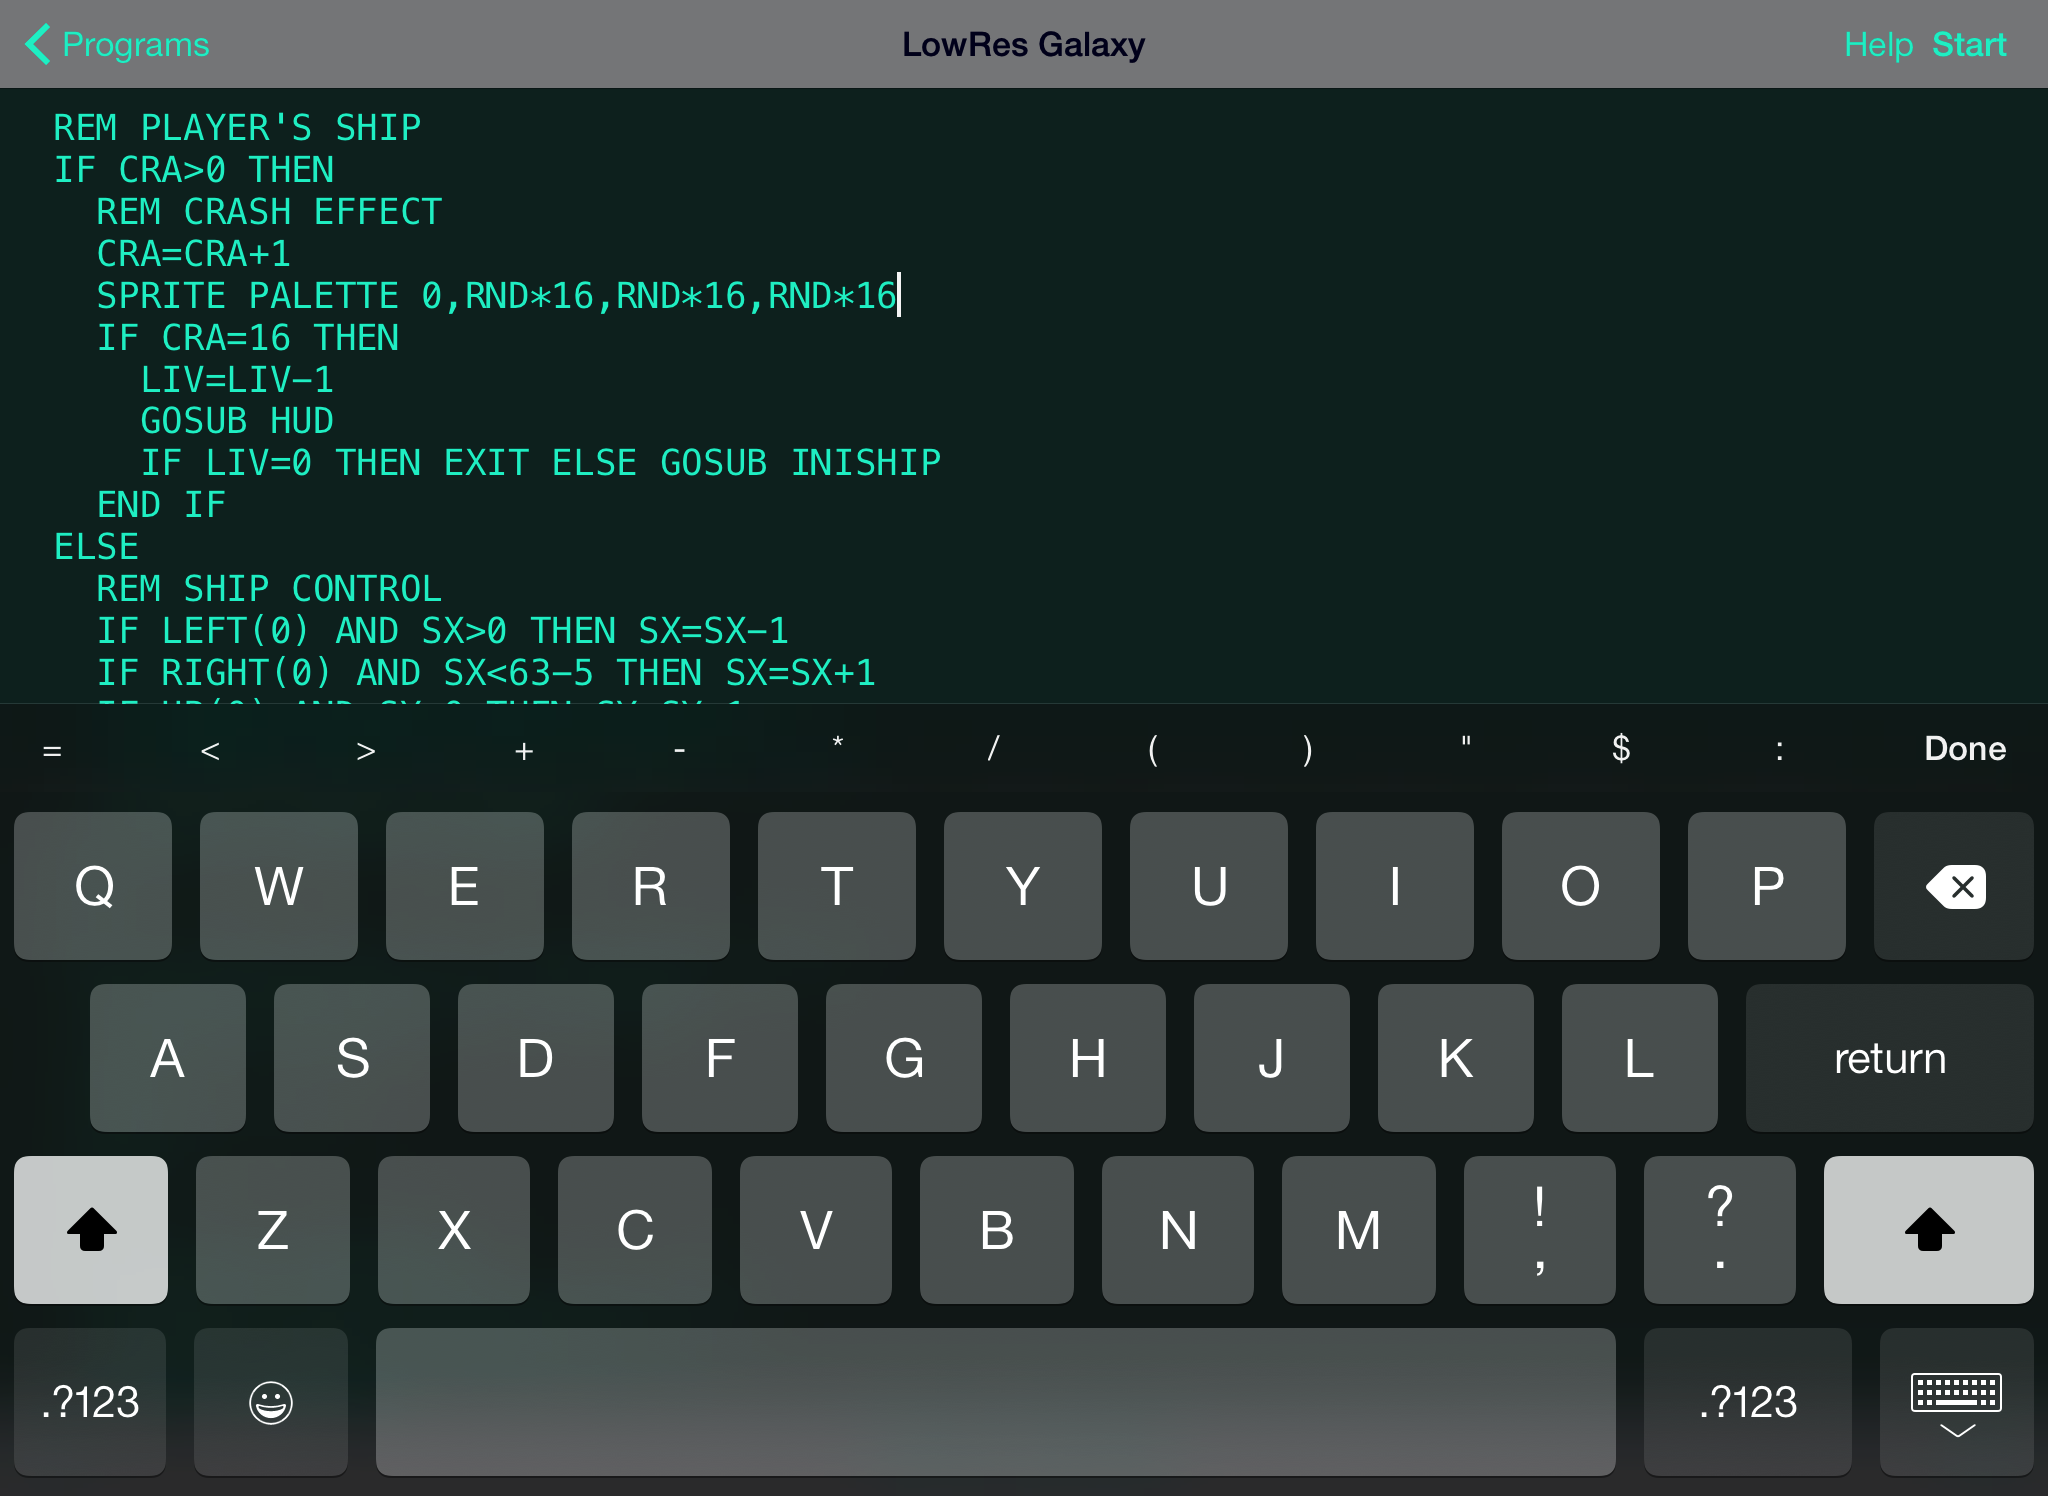 Programs
LowRes Galaxy
Help Start
REM PLAYER'S SHIP
IF CRA>0 THEN
REM CRASH EFFECT
CRA=CRA+1
SPRITE PALETTE 0,RND*16,RND*16,RND*16
IF CRA=16 THEN
LIV=LIV-1
GOSUB HUD
IF LIV=0 THEN EXIT ELSE GOSUB INISHIP
END IF
ELSE
REM SHIP CONTROL
IF LEFT(0) AND SX>0 THEN SX=SX-1
IF RIGHT(0) AND SX<63-5 THEN SX=SX+1
= < > + - * / ( ) " $ : Done
Q W E R T Y U I O P
A S D F G H J K L return
Z X C V B N M ! , ? .
.?123 .?123